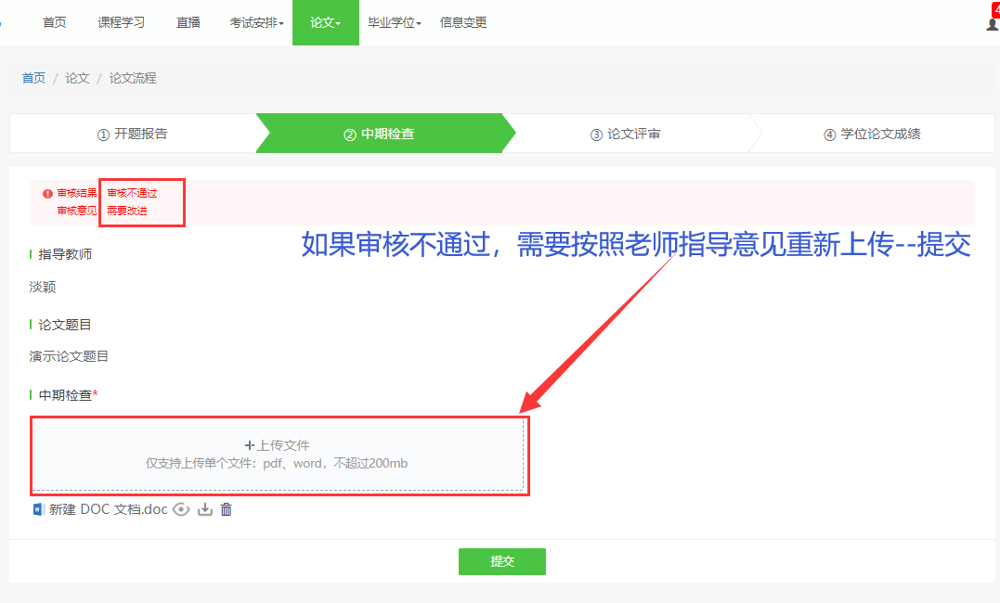 首页 课程学习 直播 考试安排 论文 毕业学位 信息变更
4
首页 / 论文 / 论文流程
① 开题报告 ② 中期检查 ③ 论文评审 ④ 学位论文成绩
审核结果 审核不通过
审核意见 需要改进
如果审核不通过，需要按照老师指导意见重新上传--提交
指导教师
淡颖
论文题目
演示论文题目
中期检查*
+上传文件
仅支持上传单个文件：pdf、word，不超过200mb
新建 DOC 文档.doc
提交